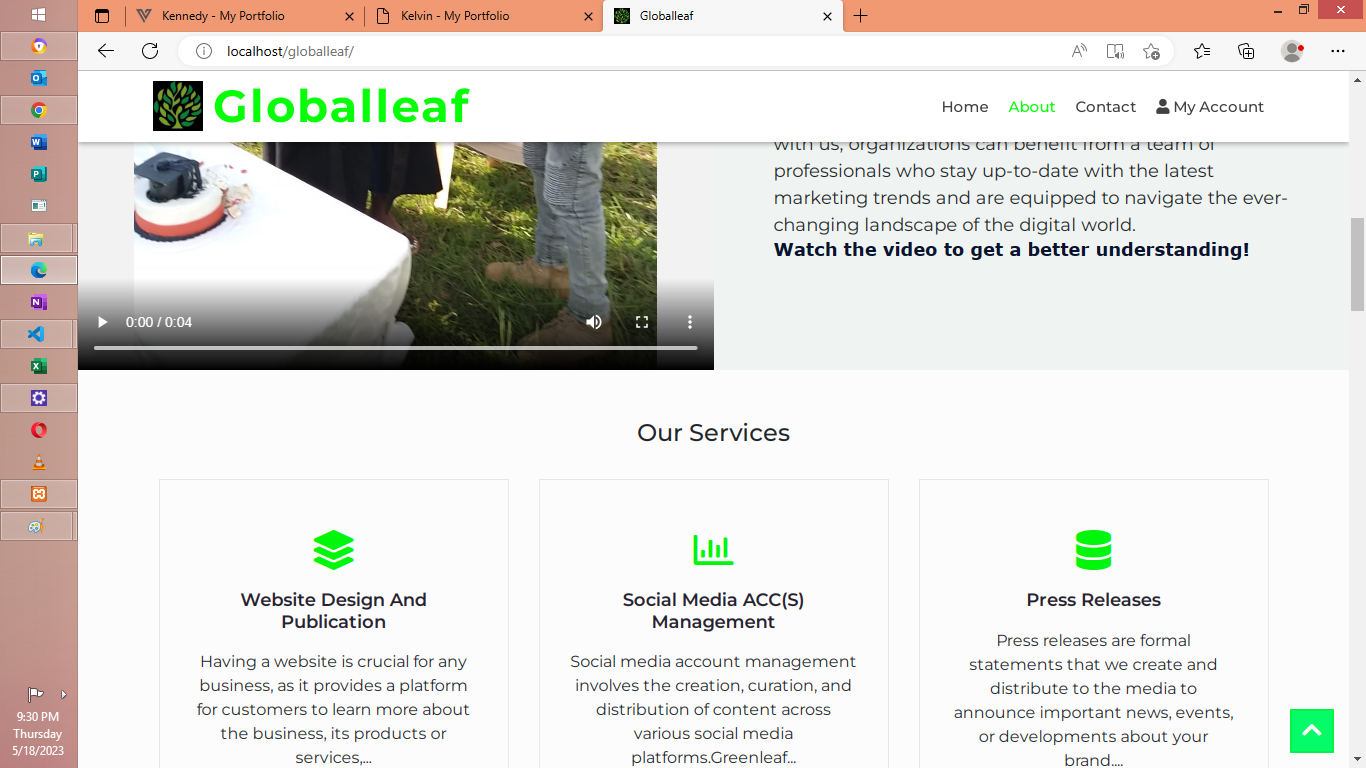 Kennedy - My Portfolio
Kelvin - My Portfolio
Globalleaf
localhost/globalleaf/
Globalleaf
Home
About
Contact
My Account
with us, organizations can benefit from a team of
professionals who stay up-to-date with the latest
marketing trends and are equipped to navigate the ever-
changing landscape of the digital world.
Watch the video to get a better understanding!
0:00 / 0:04
Our Services
Website Design And
Publication
Having a website is crucial for any
business, as it provides a platform
for customers to learn more about
the business, its products or
services,...
Social Media ACC(S)
Management
Social media account management
involves the creation, curation, and
distribution of content across
various social media
platforms.Greenleaf...
Press Releases
Press releases are formal
statements that we create and
distribute to the media to
announce important news, events,
or developments about your
brand....
9:30 PM
Thursday
5/18/2023